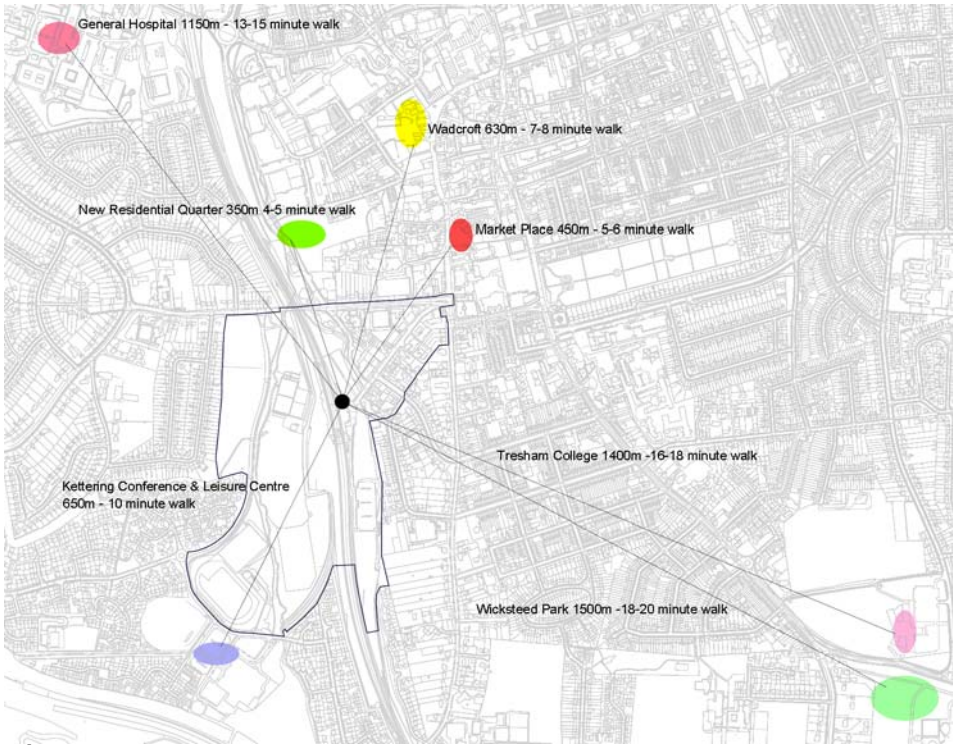 General Hospital 1150m - 13-15 minute walk
Wadcroft 630m - 7-8 minute walk
New Residential Quarter 350m 4-5 minute walk
Market Place 450m - 5-6 minute walk
Tresham College 1400m -16-18 minute walk
Kettering Conference & Leisure Centre
650m - 10 minute walk
Wicksteed Park 1500m -18-20 minute walk